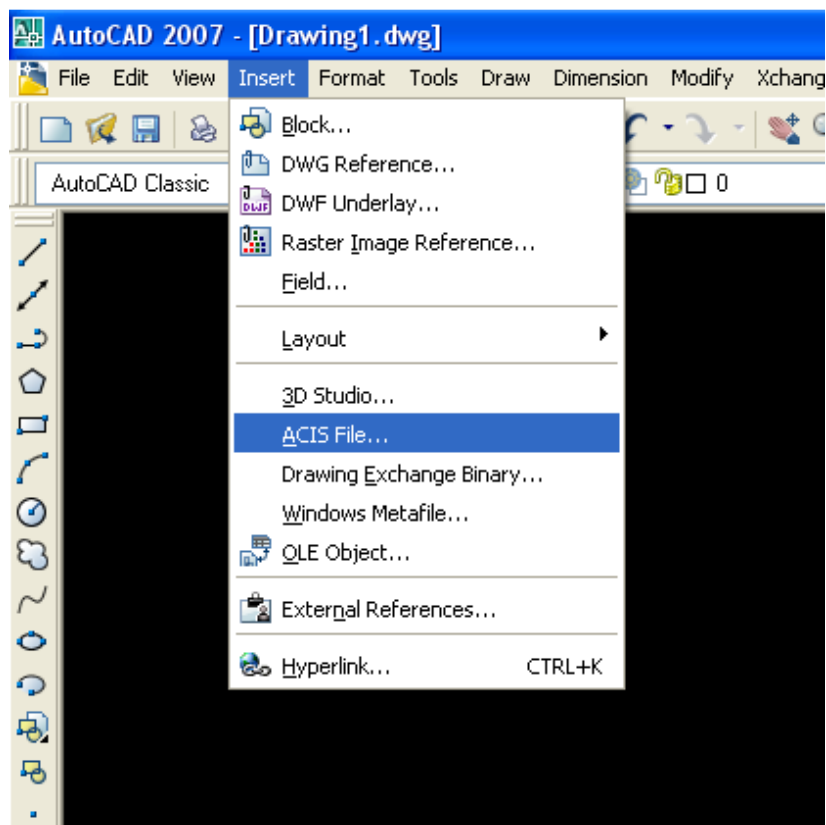 AutoCAD 2007 - [Drawing1.dwg]
File Edit View Insert Format Tools Draw Dimension Modify Xchang
AutoCAD Classic 0
Block...
DWG Reference...
DWF Underlay...
Raster Image Reference...
Field...
Layout
3D Studio...
ACIS File...
Drawing Exchange Binary...
Windows Metafile...
OLE Object...
External References...
Hyperlink... CTRL+K